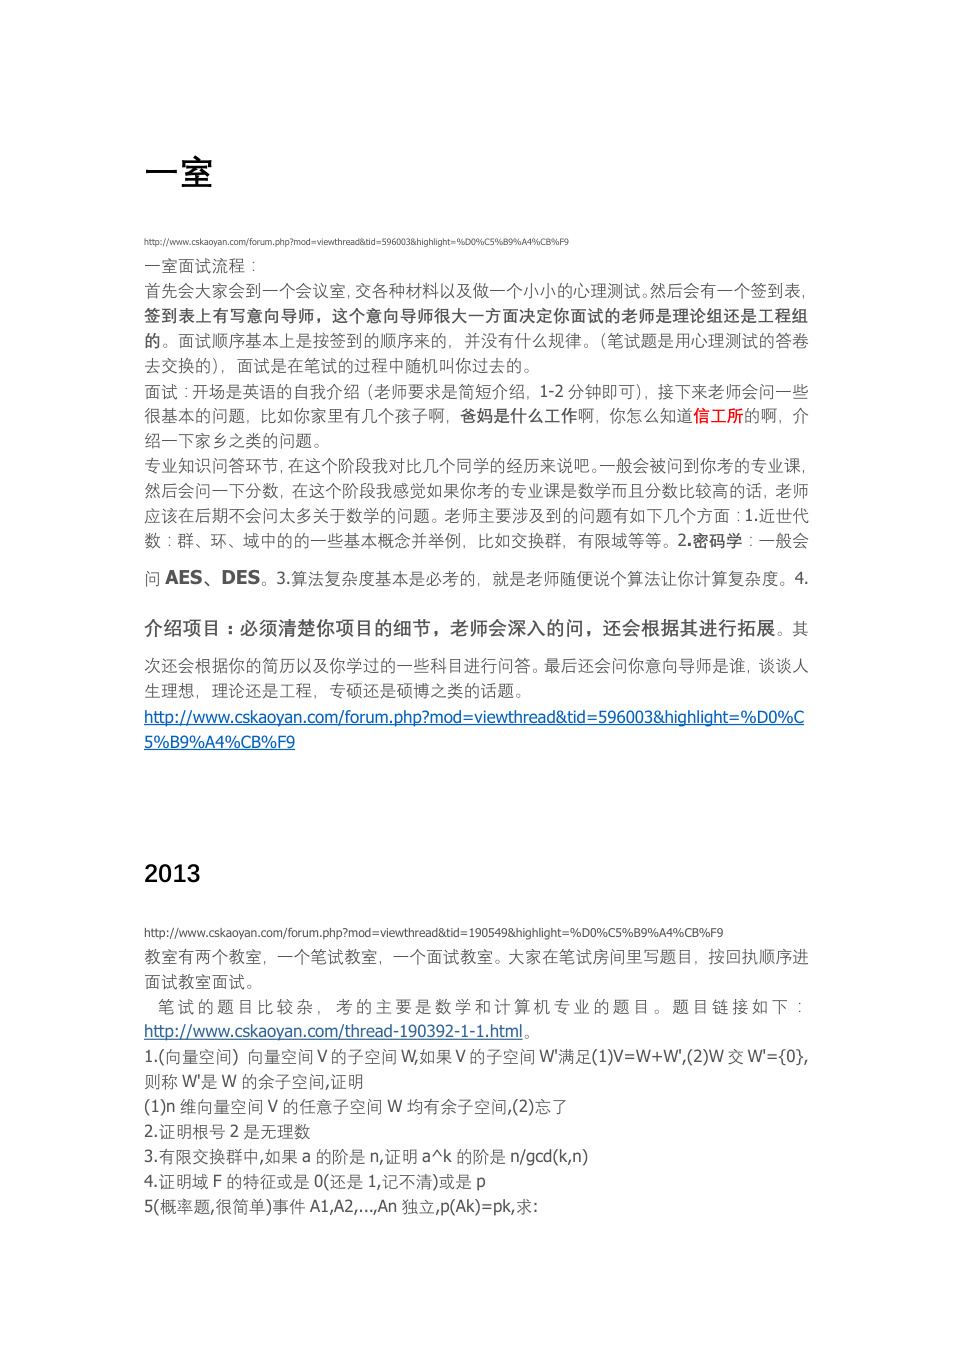 一室
http://www.cskaoyan.com/forum.php?mod=viewthread&tid=596003&highlight=%D0%C5%B9%A4%CB%F9
一室面试流程：
首先会大家会到一个会议室，交各种材料以及做一个小小的心理测试。然后会有一个签到表，
签到表上有写意向导师，这个意向导师很大一方面决定你面试的老师是理论组还是工程组
的。面试顺序基本上是按签到的顺序来的，并没有什么规律。（笔试题是用心理测试的答卷
去交换的），面试是在笔试的过程中随机叫你过去的。
面试：开场是英语的自我介绍（老师要求是简短介绍，1-2 分钟即可），接下来老师会问一些
很基本的问题，比如你家里有几个孩子啊，爸妈是什么工作啊，你怎么知道信工所的啊，介
绍一下家乡之类的问题。
专业知识问答环节，在这个阶段我对比几个同学的经历来说吧。一般会被问到你考的专业课，
然后会问一下分数，在这个阶段我感觉如果你考的专业课是数学而且分数比较高的话，老师
应该在后期不会问太多关于数学的问题。老师主要涉及到的问题有如下几个方面：1.近世代
数：群、环、域中的的一些基本概念并举例，比如交换群，有限域等等。2.密码学：一般会
问 AES、DES。3.算法复杂度基本是必考的，就是老师随便说个算法让你计算复杂度。4.
介绍项目：必须清楚你项目的细节，老师会深入的问，还会根据其进行拓展。其
次还会根据你的简历以及你学过的一些科目进行问答。最后还会问你意向导师是谁，谈谈人
生理想，理论还是工程，专硕还是硕博之类的话题。
http://www.cskaoyan.com/forum.php?mod=viewthread&tid=596003&highlight=%D0%C
5%B9%A4%CB%F9
2013
http://www.cskaoyan.com/forum.php?mod=viewthread&tid=190549&highlight=%D0%C5%B9%A4%CB%F9
教室有两个教室，一个笔试教室，一个面试教室。大家在笔试房间里写题目，按回执顺序进
面试教室面试。
笔试的题目比较杂，考的主要是数学和计算机专业的题目。题目链接如下：
http://www.cskaoyan.com/thread-190392-1-1.html。
1.(向量空间) 向量空间 V 的子空间 W,如果 V 的子空间 W'满足(1)V=W+W',(2)W 交 W'={0},
则称 W'是 W 的余子空间,证明
(1)n 维向量空间 V 的任意子空间 W 均有余子空间,(2)忘了
2.证明根号 2 是无理数
3.有限交换群中,如果 a 的阶是 n,证明 a^k 的阶是 n/gcd(k,n)
4.证明域 F 的特征或是 0(还是 1,记不清)或是 p
5(概率题,很简单)事件 A1,A2,...,An 独立,p(Ak)=pk,求: